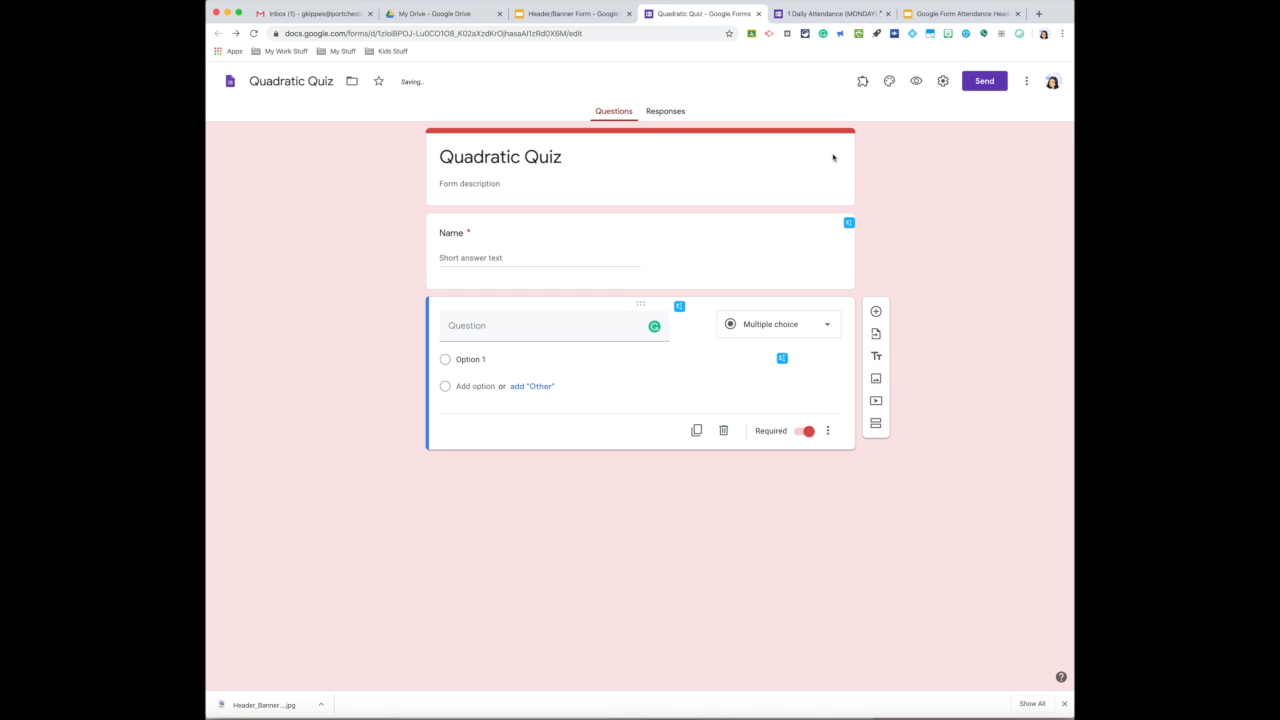 Inbox (1) - gkippes@portchest
My Drive - Google Drive
Header/Banner Form - Google
Quadratic Quiz - Google Forms
1 Daily Attendance (MONDAY)
Google Form Attendance Head
docs.google.com/forms/d/1zloiBPOJ-Lu0CO1O8_K02aXzdKrOjhasaAI1zRd0X6M/edit
Apps My Work Stuff My Stuff Kids Stuff
Quadratic Quiz Saving... Send
Questions Responses
Quadratic Quiz
Form description
Name *
Short answer text
Question Multiple choice
Option 1
Add option or add "Other"
Required
Header_Banner....jpg Show All